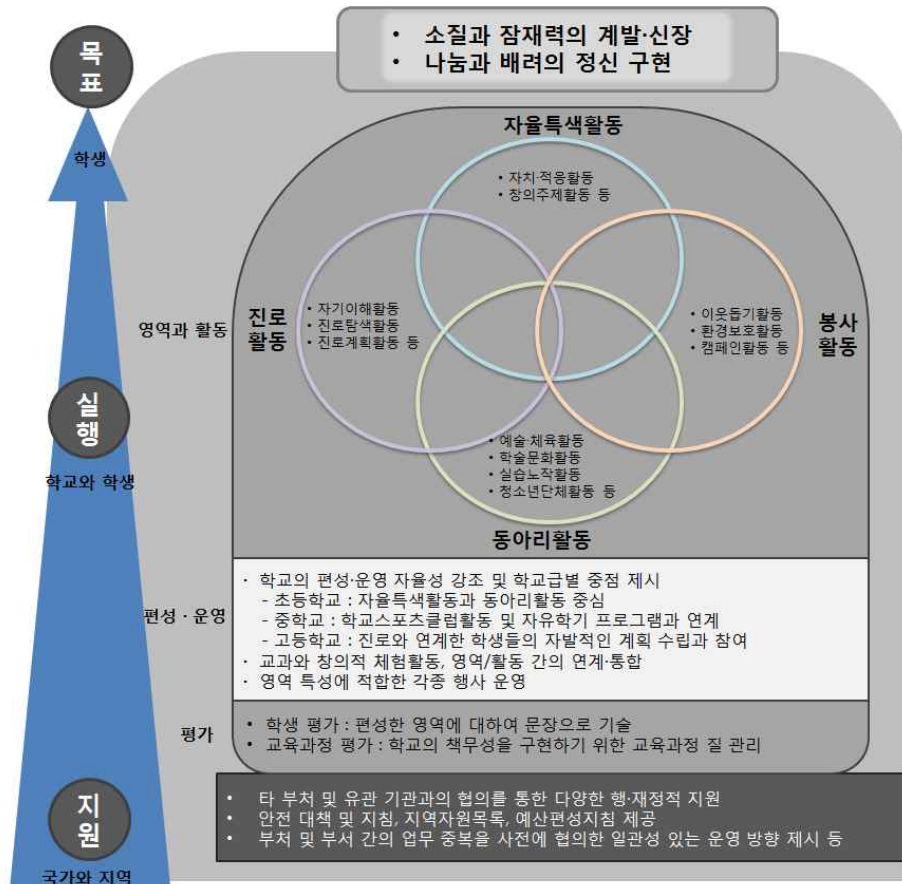 • 소질과 잠재력의 계발·신장
• 나눔과 배려의 정신 구현
목
표
학생
자율특색활동
• 자치·적응활동
• 창의주제활동 등
진로
활동
• 자기이해활동
• 진로탐색활동
• 진로계획활동 등
• 이웃돕기활동
• 환경보호활동
• 캠페인활동 등
봉사
활동
영역과 활동
실
행
학교와 학생
• 예술·체육활동
• 학술문화활동
• 실습노작활동
• 청소년단체활동 등
동아리활동
편성·운영
· 학교의 편성·운영 자율성 강조 및 학교급별 중점 제시
- 초등학교 : 자율특색활동과 동아리활동 중심
- 중학교 : 학교스포츠클럽활동 및 자유학기 프로그램과 연계
- 고등학교 : 진로와 연계한 학생들의 자발적인 계획 수립과 참여
· 교과와 창의적 체험활동, 영역/활동 간의 연계·통합
· 영역 특성에 적합한 각종 행사 운영
평가
• 학생 평가 : 편성한 영역에 대하여 문장으로 기술
• 교육과정 평가 : 학교의 책무성을 구현하기 위한 교육과정 질 관리
지
원
국가와 지역
• 타 부처 및 유관 기관과의 협의를 통한 다양한 행·재정적 지원
• 안전 대책 및 지침, 지역자원목록, 예산편성지침 제공
• 부처 및 부서 간의 업무 중복을 사전에 협의한 일관성 있는 운영 방향 제시 등